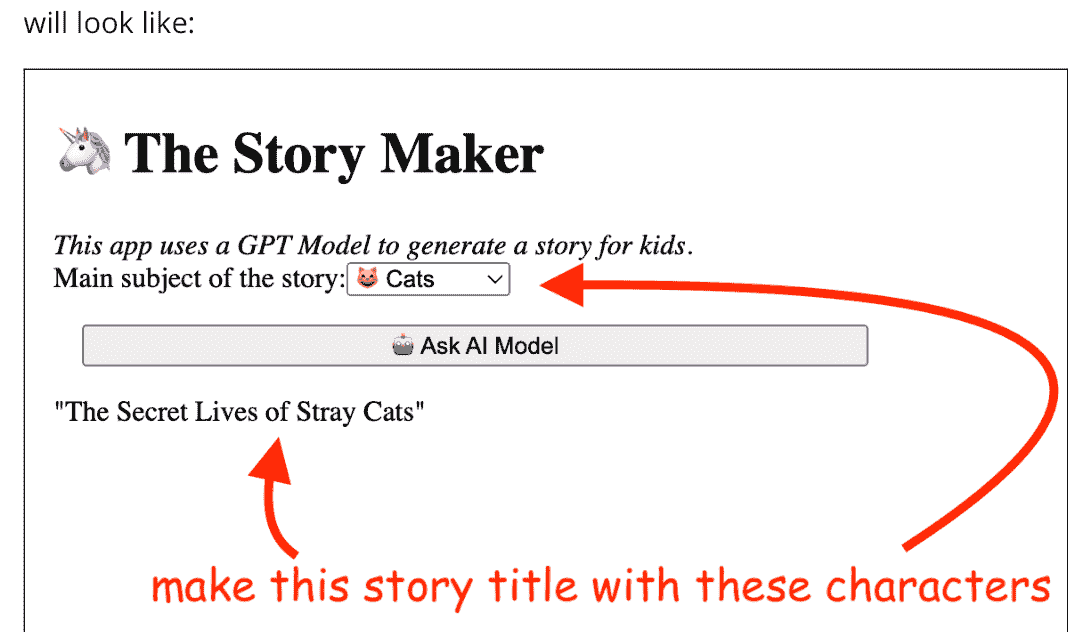 will look like:
🦄 The Story Maker
This app uses a GPT Model to generate a story for kids.
Main subject of the story: 😈 Cats
🤖 Ask AI Model
"The Secret Lives of Stray Cats"
make this story title with these characters